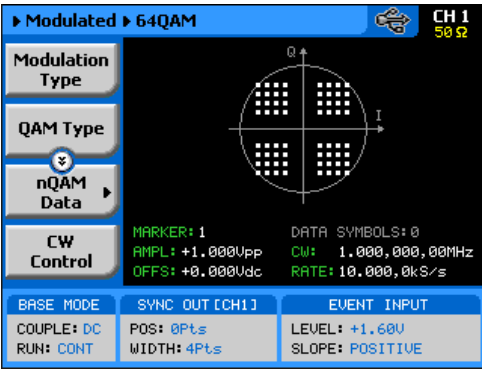 Modulated ▸ 64QAM
CH 1
50 Ω
Modulation
Type
QAM Type
nQAM
Data
CW
Control
Q
I
MARKER: 1
DATA SYMBOLS: 0
AMPL: +1.000Vpp
CW: 1.000,000,00MHz
OFFS: +0.000Vdc
RATE: 10.000,0kS/s
BASE MODE
COUPLE: DC
RUN: CONT
SYNC OUT [CH1]
POS: 0Pts
WIDTH: 4Pts
EVENT INPUT
LEVEL: +1.60V
SLOPE: POSITIVE